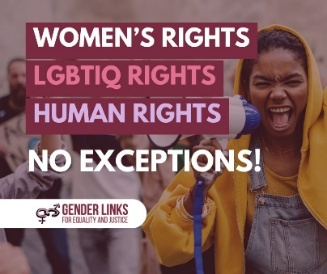 WOMEN'S RIGHTS
LGBTIQ RIGHTS
HUMAN RIGHTS
NO EXCEPTIONS!
GENDER LINKS
FOR EQUALITY AND JUSTICE